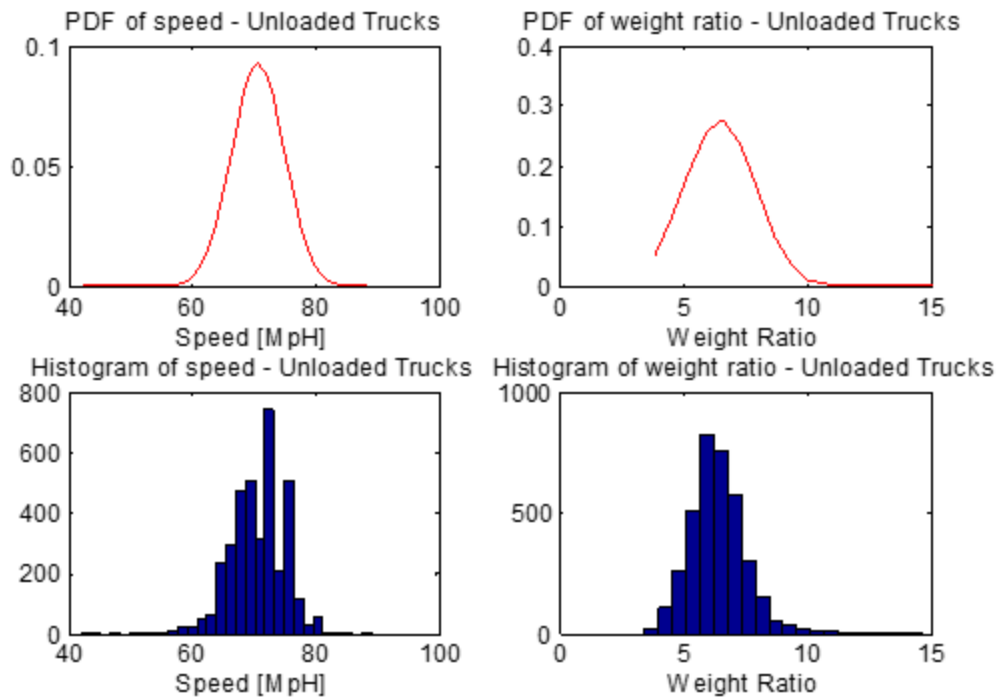 PDF of speed - Unloaded Trucks
0.1
0.05
0
40 60 80 100
Speed [MpH]
PDF of weight ratio - Unloaded Trucks
0.4
0.3
0.2
0.1
0
0 5 10 15
Weight Ratio
Histogram of speed - Unloaded Trucks
800
600
400
200
0
40 60 80 100
Speed [MpH]
Histogram of weight ratio - Unloaded Trucks
1000
500
0
0 5 10 15
Weight Ratio